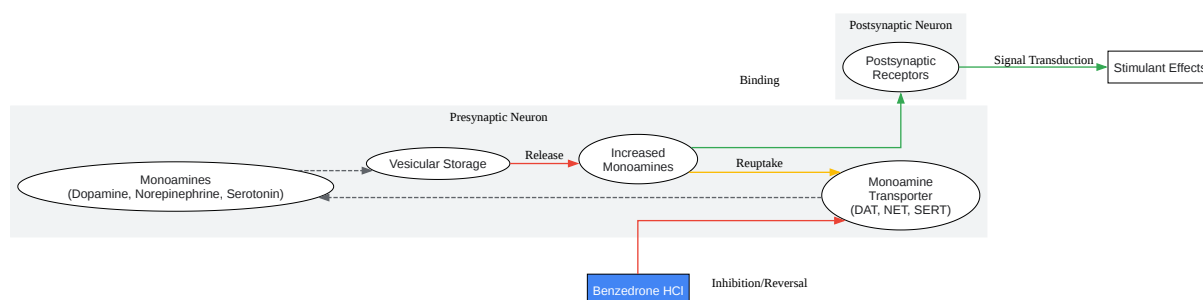 Postsynaptic Neuron
Postsynaptic
Receptors
Signal Transduction
Stimulant Effects
Binding
Presynaptic Neuron
Vesicular Storage
Release
Increased
Monoamines
Reuptake
Monoamines
(Dopamine, Norepinephrine, Serotonin)
Monoamine
Transporter
(DAT, NET, SERT)
Benzedrone HCl
Inhibition/Reversal